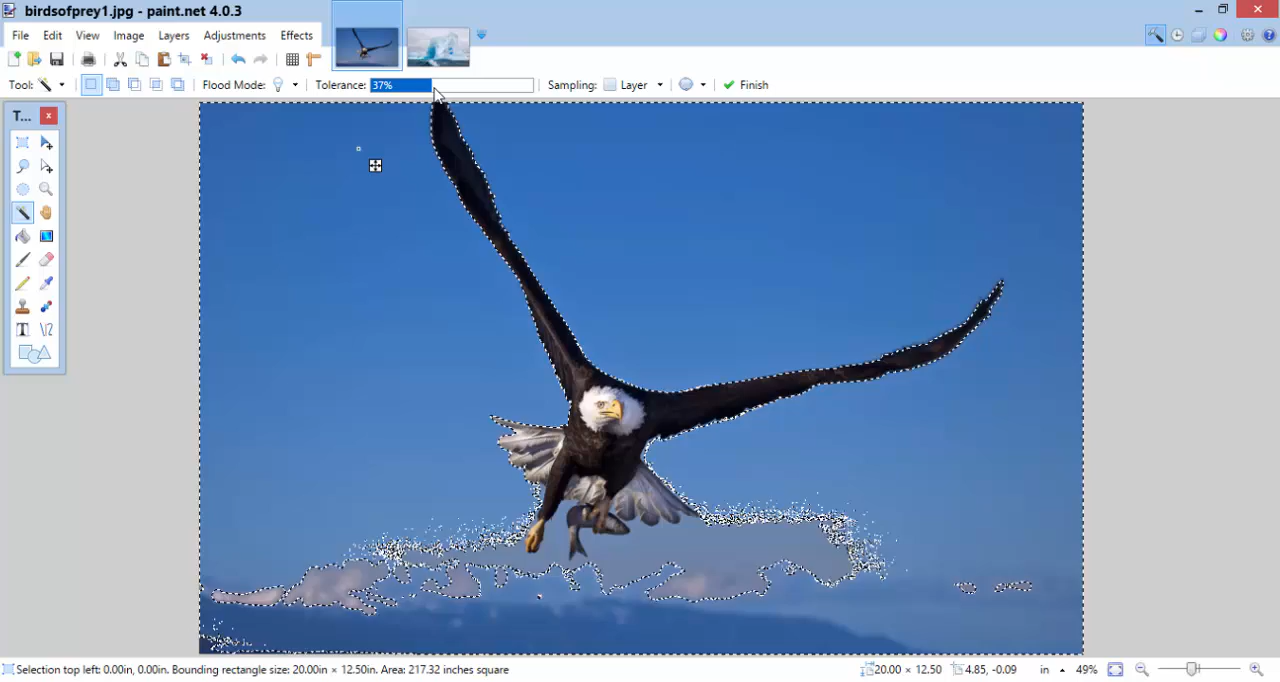 birdsofprey1.jpg - paint.net 4.0.3
File Edit View Image Layers Adjustments Effects
Tool: Flood Mode: Tolerance: 37% Sampling: Layer Finish
T...
Selection top left: 0.00in, 0.00in. Bounding rectangle size: 20.00in × 12.50in. Area: 217.32 inches square 20.00 × 12.50 4.85, -0.09 in 49%